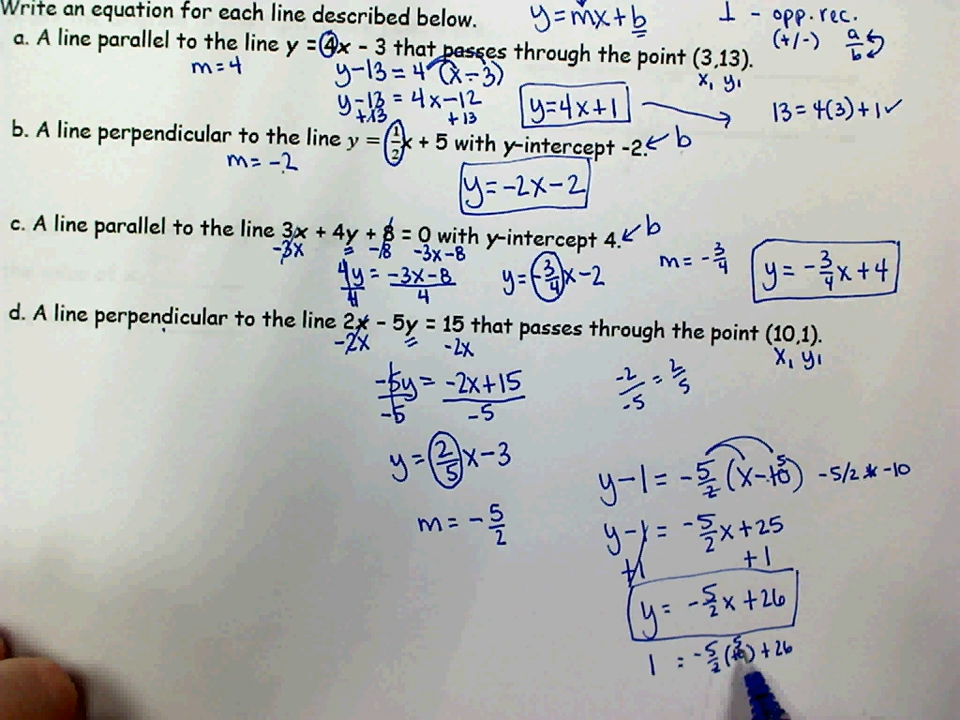 Write an equation for each line described below. y=mx+b ⊥ - opp. rec.
(+/-) a/b
a. A line parallel to the line y = 4x - 3 that passes through the point (3,13).
m=4 y-13 = 4(x-3) x₁ y₁
y-13 = 4x-12 y=4x+1 13=4(3)+1✓
+13 +13
b. A line perpendicular to the line y = 1/2x + 5 with y-intercept -2. b
m=-2
y=-2x-2
c. A line parallel to the line 3x + 4y + 8 = 0 with y-intercept 4. b
-3x -8 -3x-8
4y = -3x-8 y=-3/4x-2 m=-3/4 y=-3/4x+4
4 4
d. A line perpendicular to the line 2x - 5y = 15 that passes through the point (10,1).
-2x -2x x₁ y₁
-5y = -2x+15 -2/-5 = 2/5
-5 -5
y=2/5x-3
y-1 = -5/2(x-10) 5 -5/2 * -10
m = -5/2
y-1 = -5/2x+25
+1 +1
y = -5/2x+26
1 = -5/2(10)+26 5